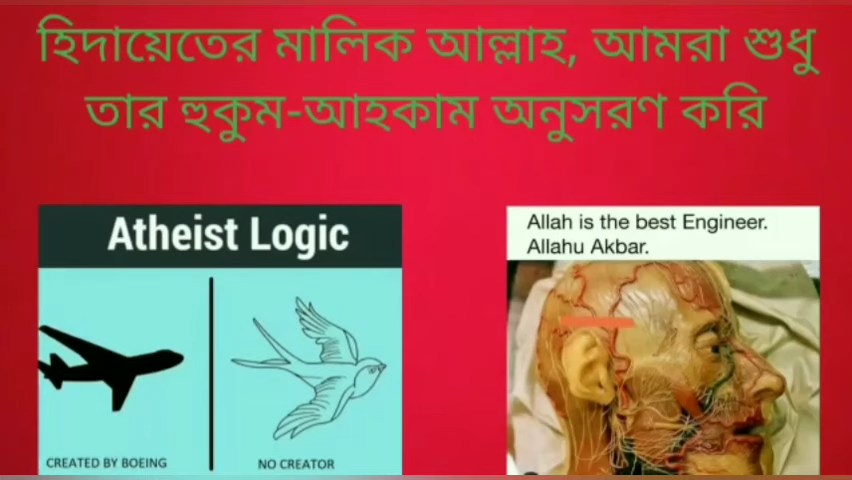 হিদায়েতের মালিক আল্লাহ, আমরা শুধু
তার হুকুম-আহকাম অনুসরণ করি
Atheist Logic
CREATED BY BOEING
NO CREATOR
Allah is the best Engineer.
Allahu Akbar.